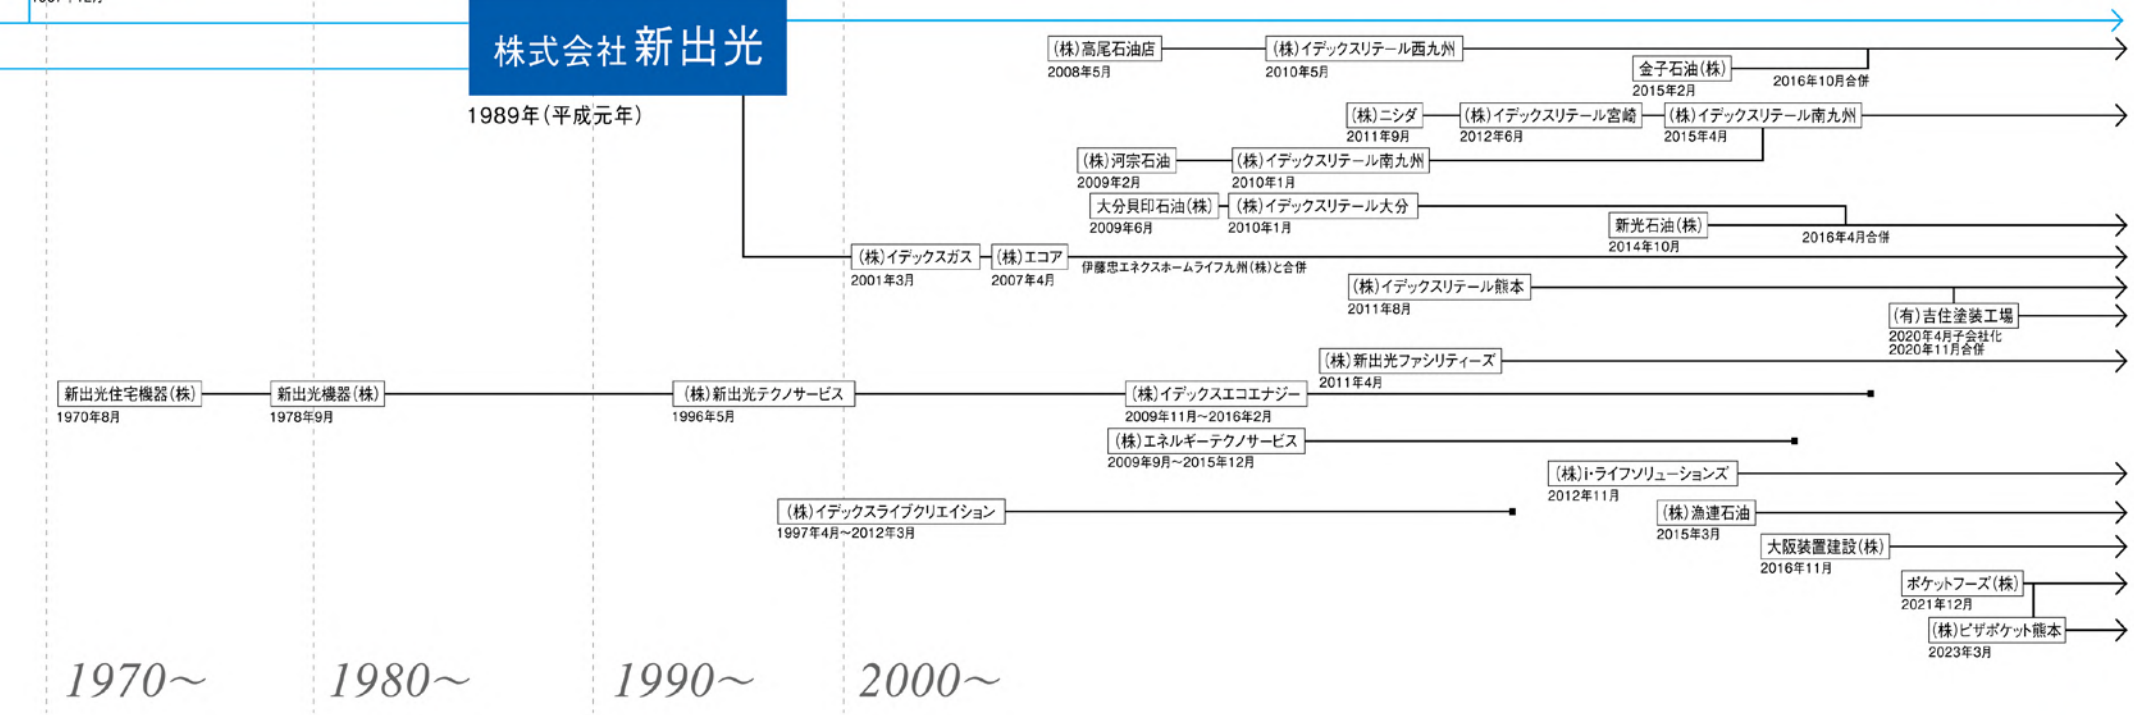 株式会社 新出光
1989年(平成元年)
(株)高尾石油店
2008年5月
(株)イデックスリテール西九州
2010年5月
金子石油(株)
2015年2月
2016年10月合併
(株)ニシダ
2011年9月
(株)イデックスリテール宮崎
2012年6月
(株)イデックスリテール南九州
2015年4月
(株)河宗石油
2009年2月
(株)イデックスリテール南九州
2010年1月
大分貝印石油(株)
2009年6月
(株)イデックスリテール大分
2010年1月
新光石油(株)
2014年10月
2016年4月合併
(株)イデックスガス
2001年3月
(株)エコア
2007年4月
伊藤忠エネクスホームライフ九州(株)と合併
(株)イデックスリテール熊本
2011年8月
(有)吉住塗装工場
2020年4月子会社化
2020年11月合併
(株)新出光ファシリティーズ
2011年4月
新出光住宅機器(株)
1970年8月
新出光機器(株)
1978年9月
(株)新出光テクノサービス
1996年5月
(株)イデックスエコエナジー
2009年11月~2016年2月
(株)エネルギーテクノサービス
2009年9月~2015年12月
(株)i・ライフソリューションズ
2012年11月
(株)イデックスライブクリエイション
1997年4月~2012年3月
(株)漁連石油
2015年3月
大阪装置建設(株)
2016年11月
ポケットフーズ(株)
2021年12月
(株)ピザポケット熊本
2023年3月
1970~
1980~
1990~
2000~